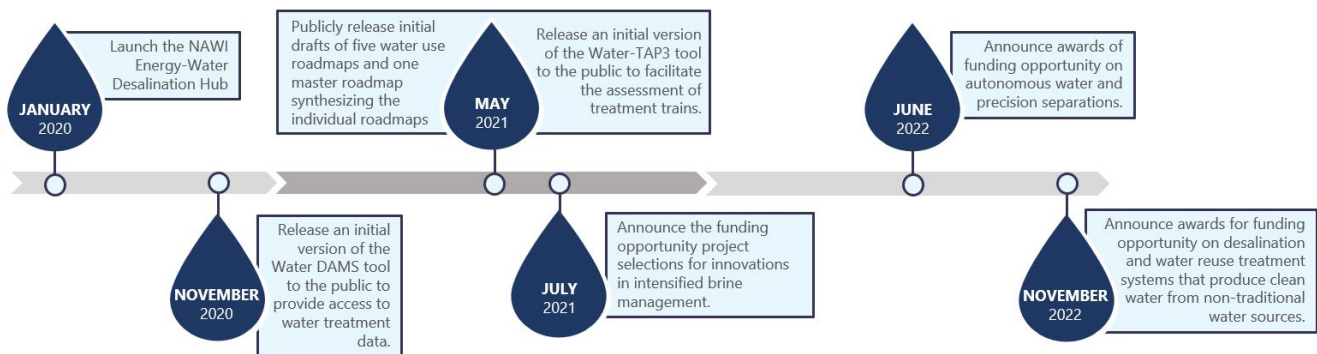 Launch the NAWI
Energy-Water
Desalination Hub
JANUARY
2020
Publicly release initial
drafts of five water use
roadmaps and one
master roadmap
synthesizing the
individual roadmaps
MAY
2021
Release an initial version
of the Water-TAP3 tool
to the public to facilitate
the assessment of
treatment trains.
JUNE
2022
Announce awards of
funding opportunity on
autonomous water and
precision separations.
NOVEMBER
2020
Release an initial
version of the
Water DAMS tool
to the public to
provide access to
water treatment
data.
JULY
2021
Announce the funding
opportunity project
selections for innovations
in intensified brine
management.
NOVEMBER
2022
Announce awards for funding
opportunity on desalination
and water reuse treatment
systems that produce clean
water from non-traditional
water sources.